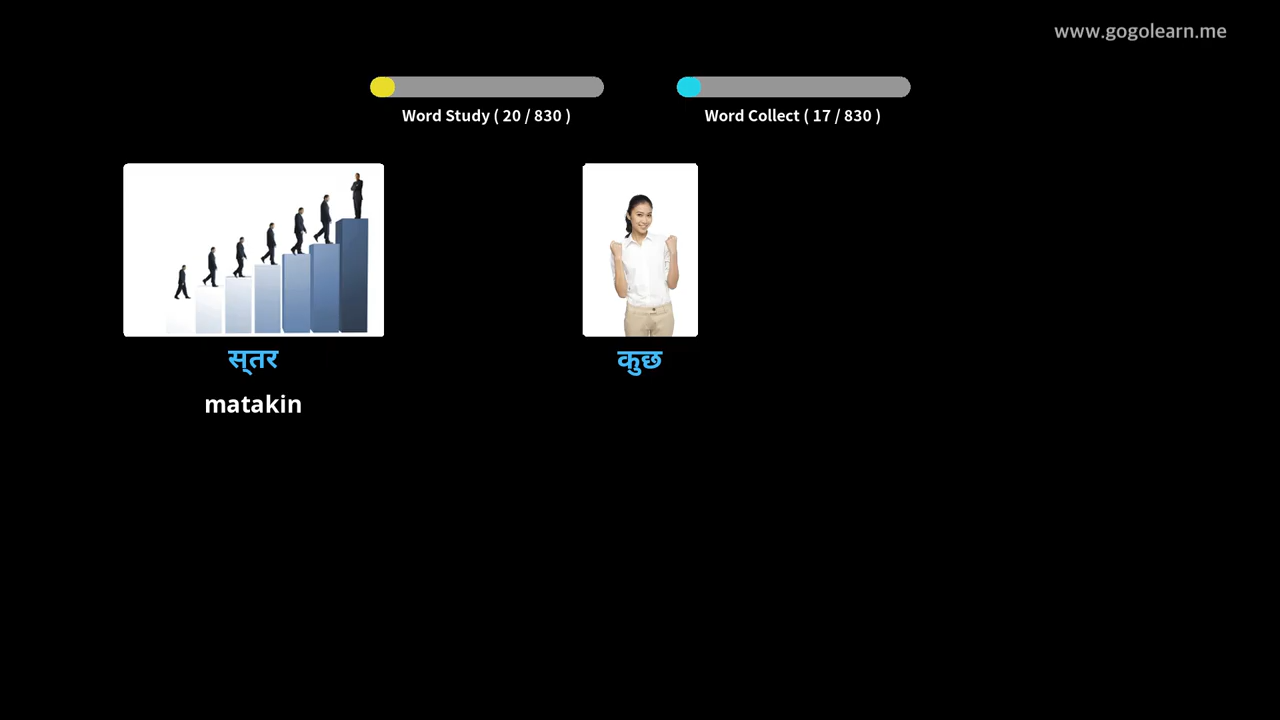 www.gogolearn.me
Word Study ( 20 / 830 )
Word Collect ( 17 / 830 )
स्तर
कुछ
matakin